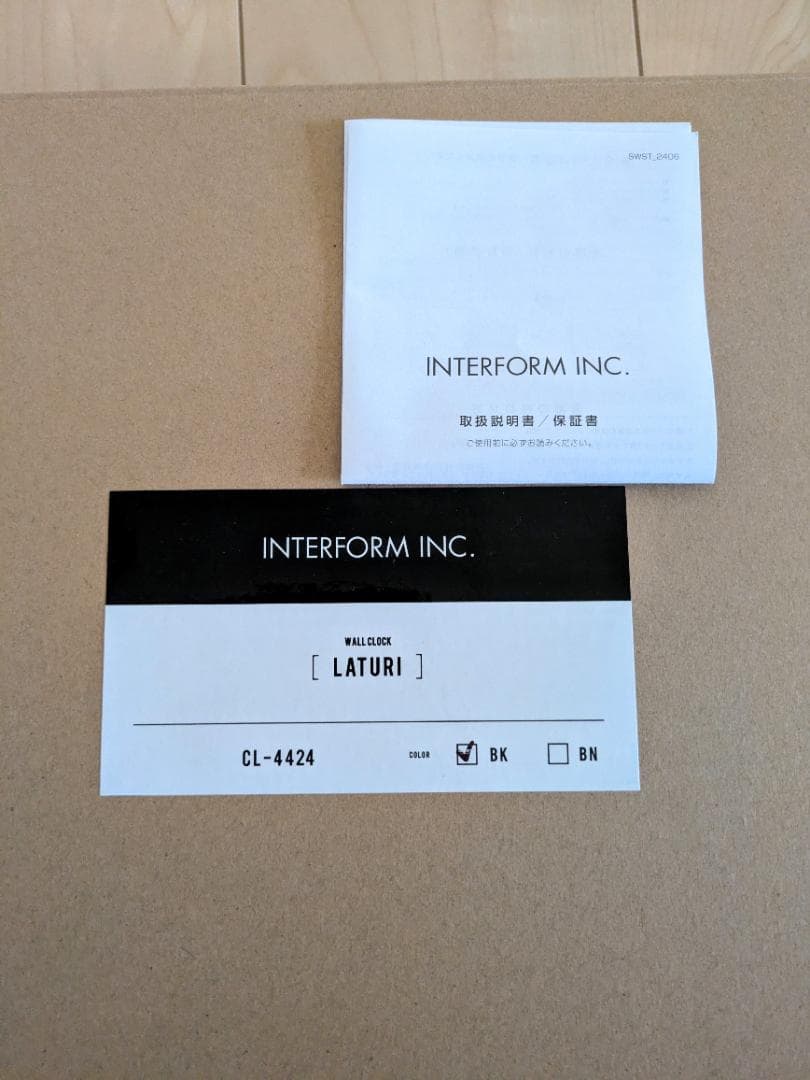 SWST_2406
INTERFORM INC.
取扱説明書／保証書
ご使用前に必ずお読みください。
INTERFORM INC.
WALL CLOCK
[ LATURI ]
CL-4424 COLOR ☑ BK ☐ BN